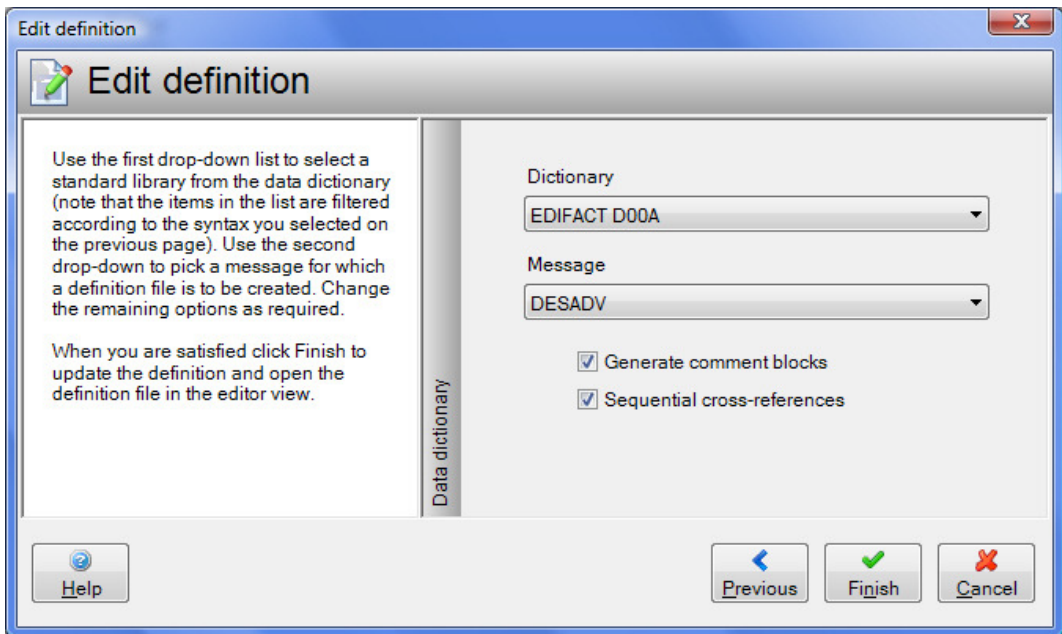 Edit definition
Edit definition
Use the first drop-down list to select a
standard library from the data dictionary
(note that the items in the list are filtered
according to the syntax you selected on
the previous page). Use the second
drop-down to pick a message for which
a definition file is to be created. Change
the remaining options as required.
When you are satisfied click Finish to
update the definition and open the
definition file in the editor view.
Data dictionary
Dictionary
EDIFACT D00A
Message
DESADV
Generate comment blocks
Sequential cross-references
Help
Previous
Finish
Cancel